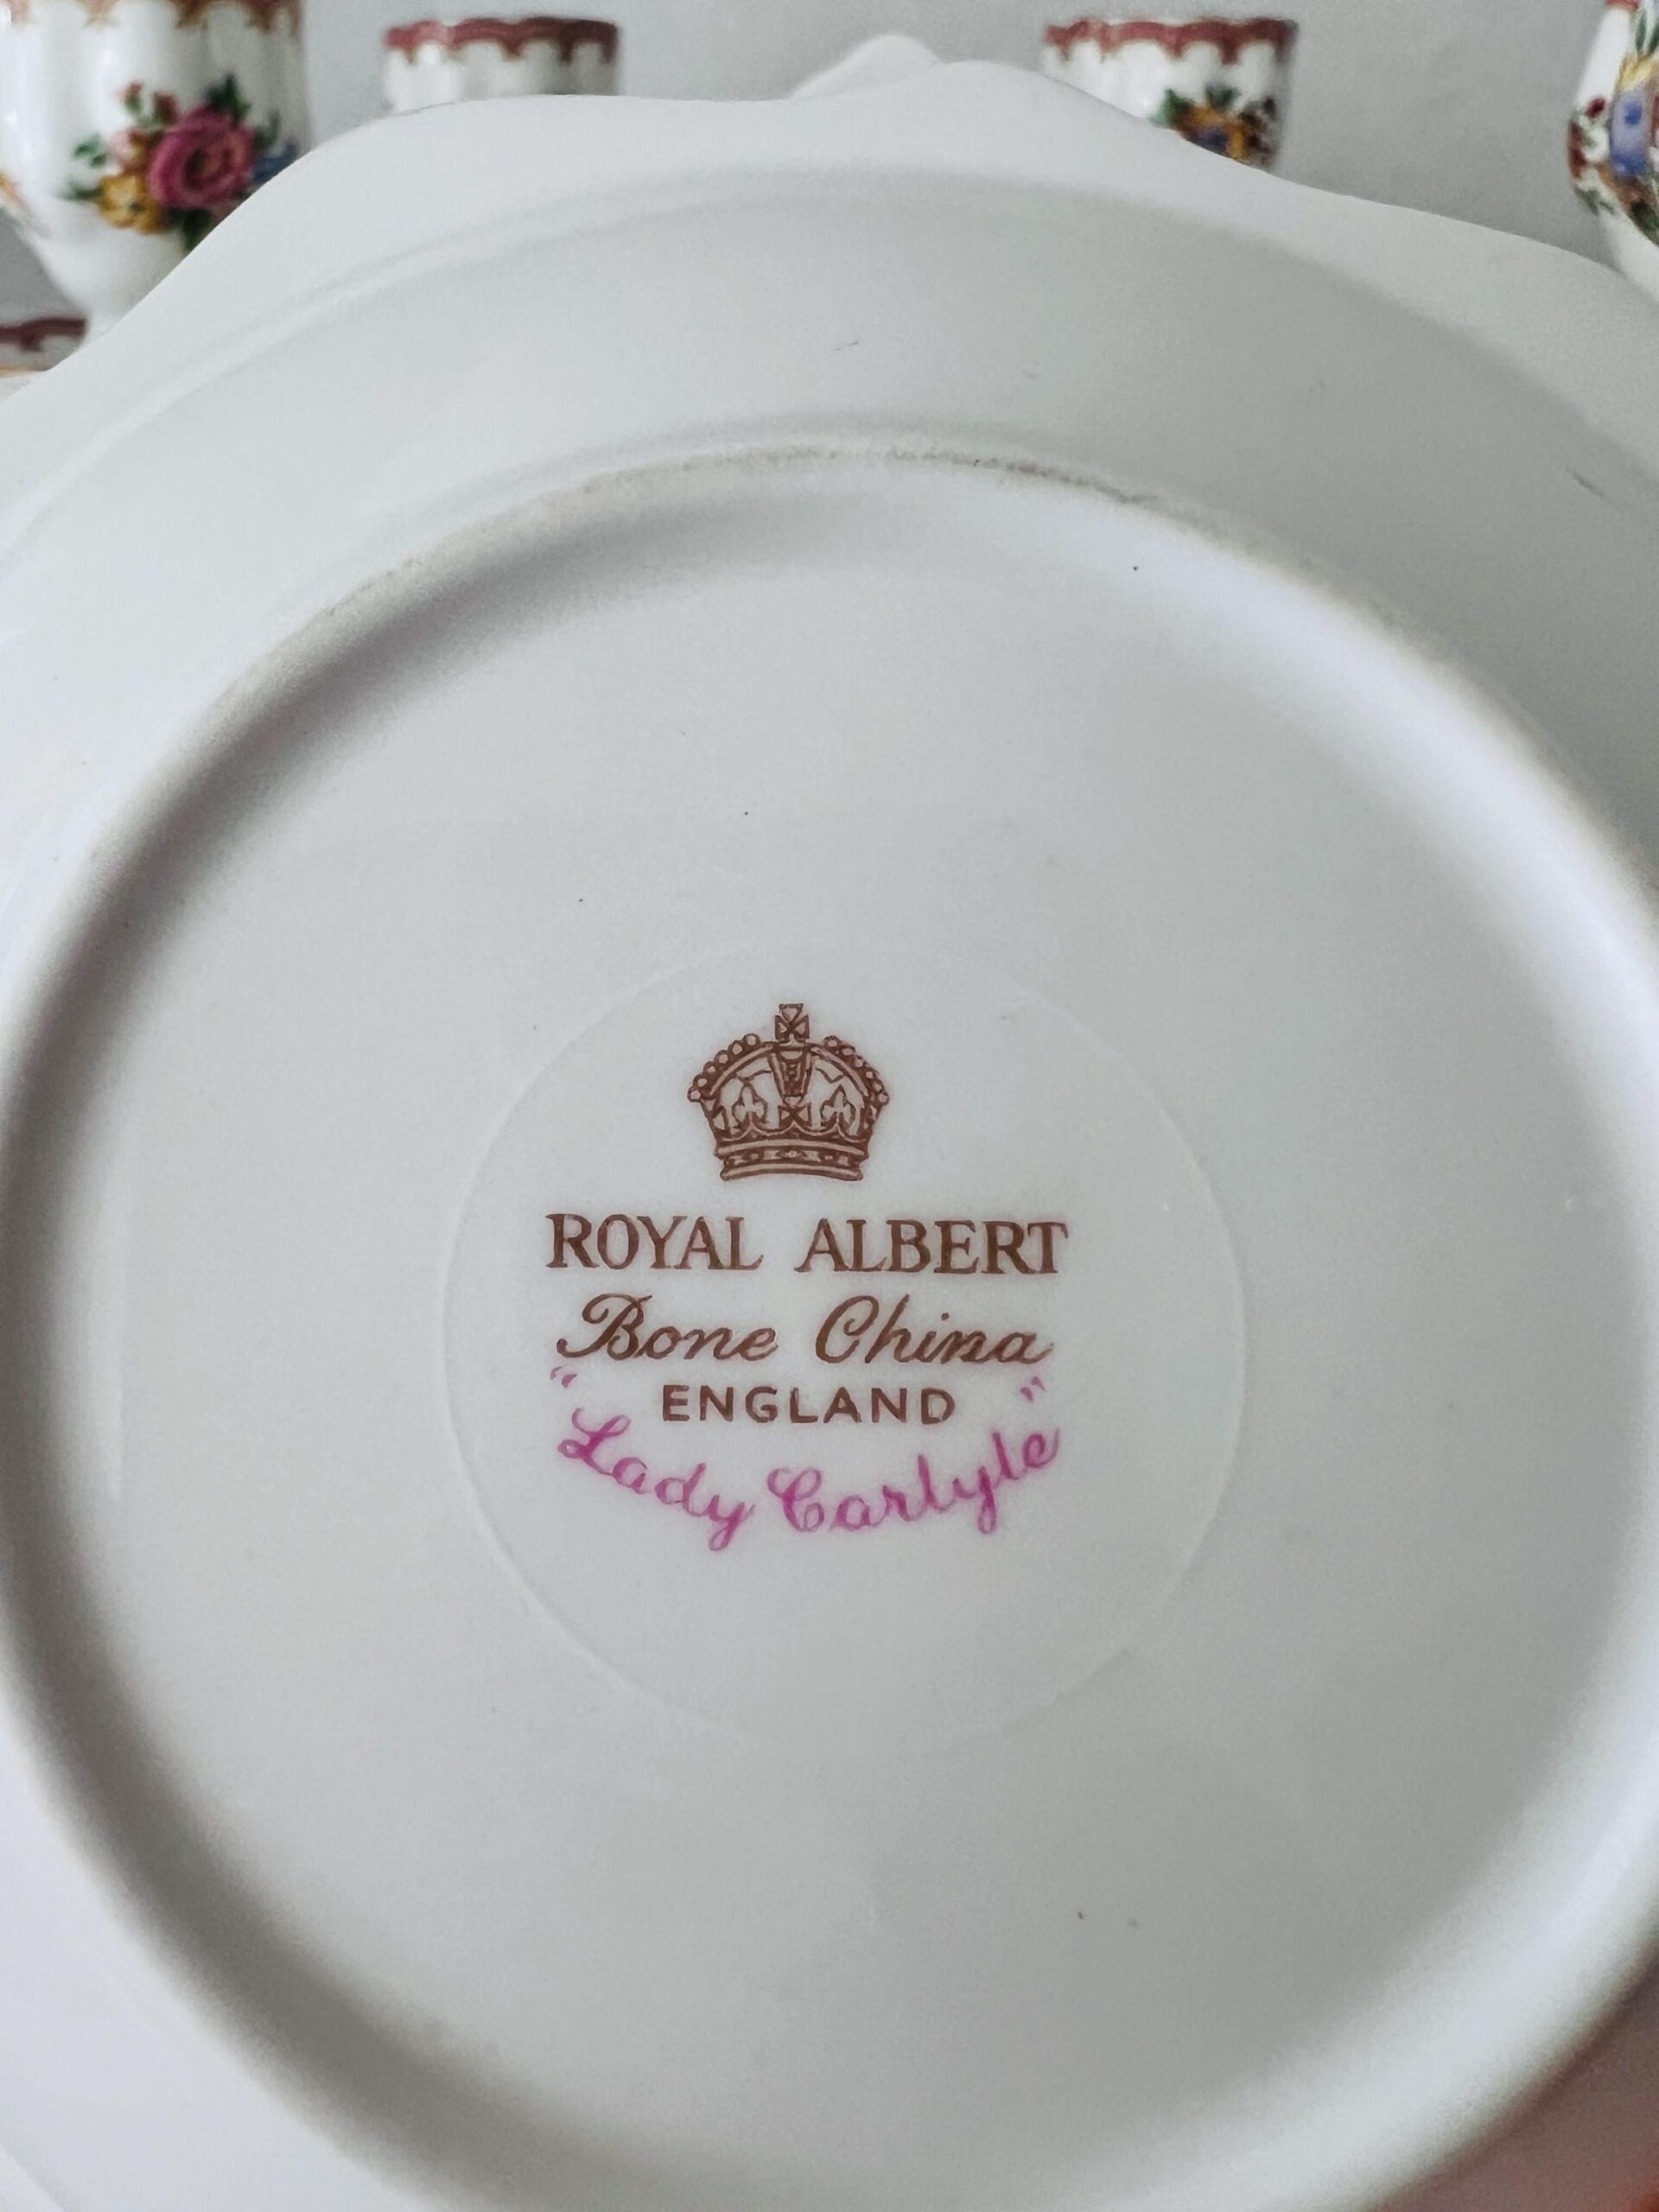 ROYAL ALBERT
Bone China
ENGLAND
"Lady Carlyle"